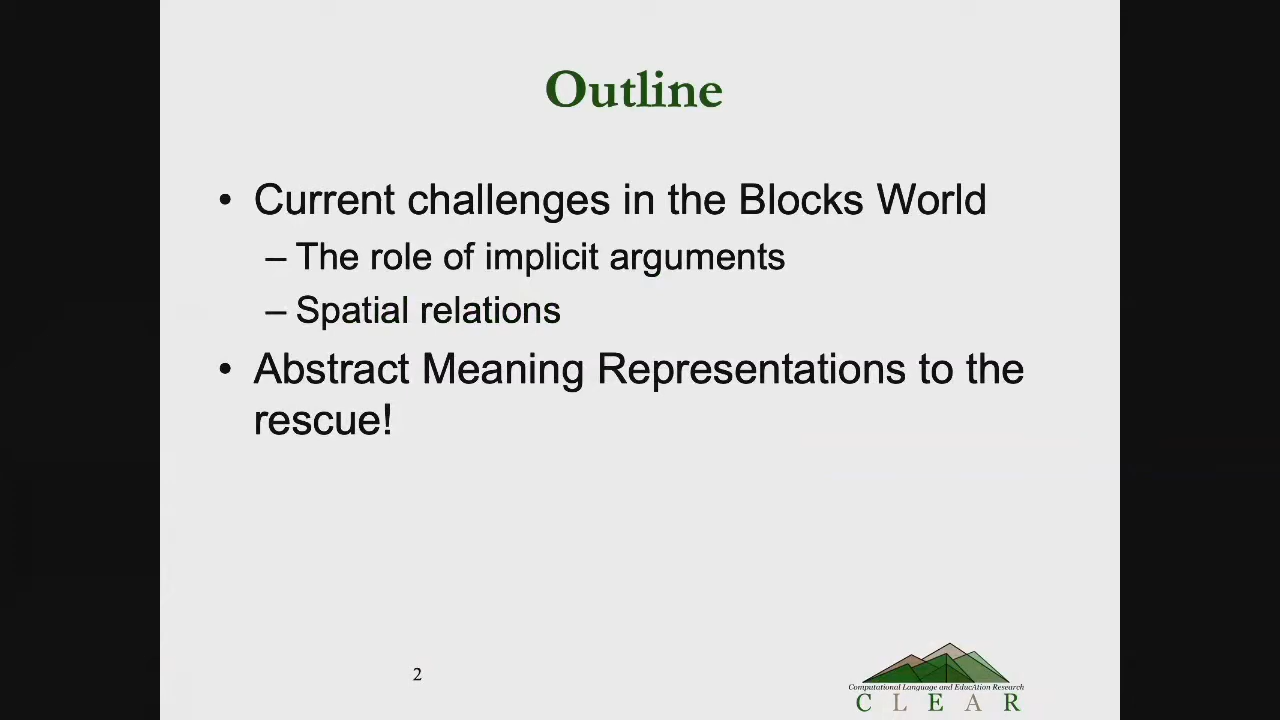 Outline
• Current challenges in the Blocks World
– The role of implicit arguments
– Spatial relations
• Abstract Meaning Representations to the
rescue!
2
Computational Language and EducAtion Research
C L E A R